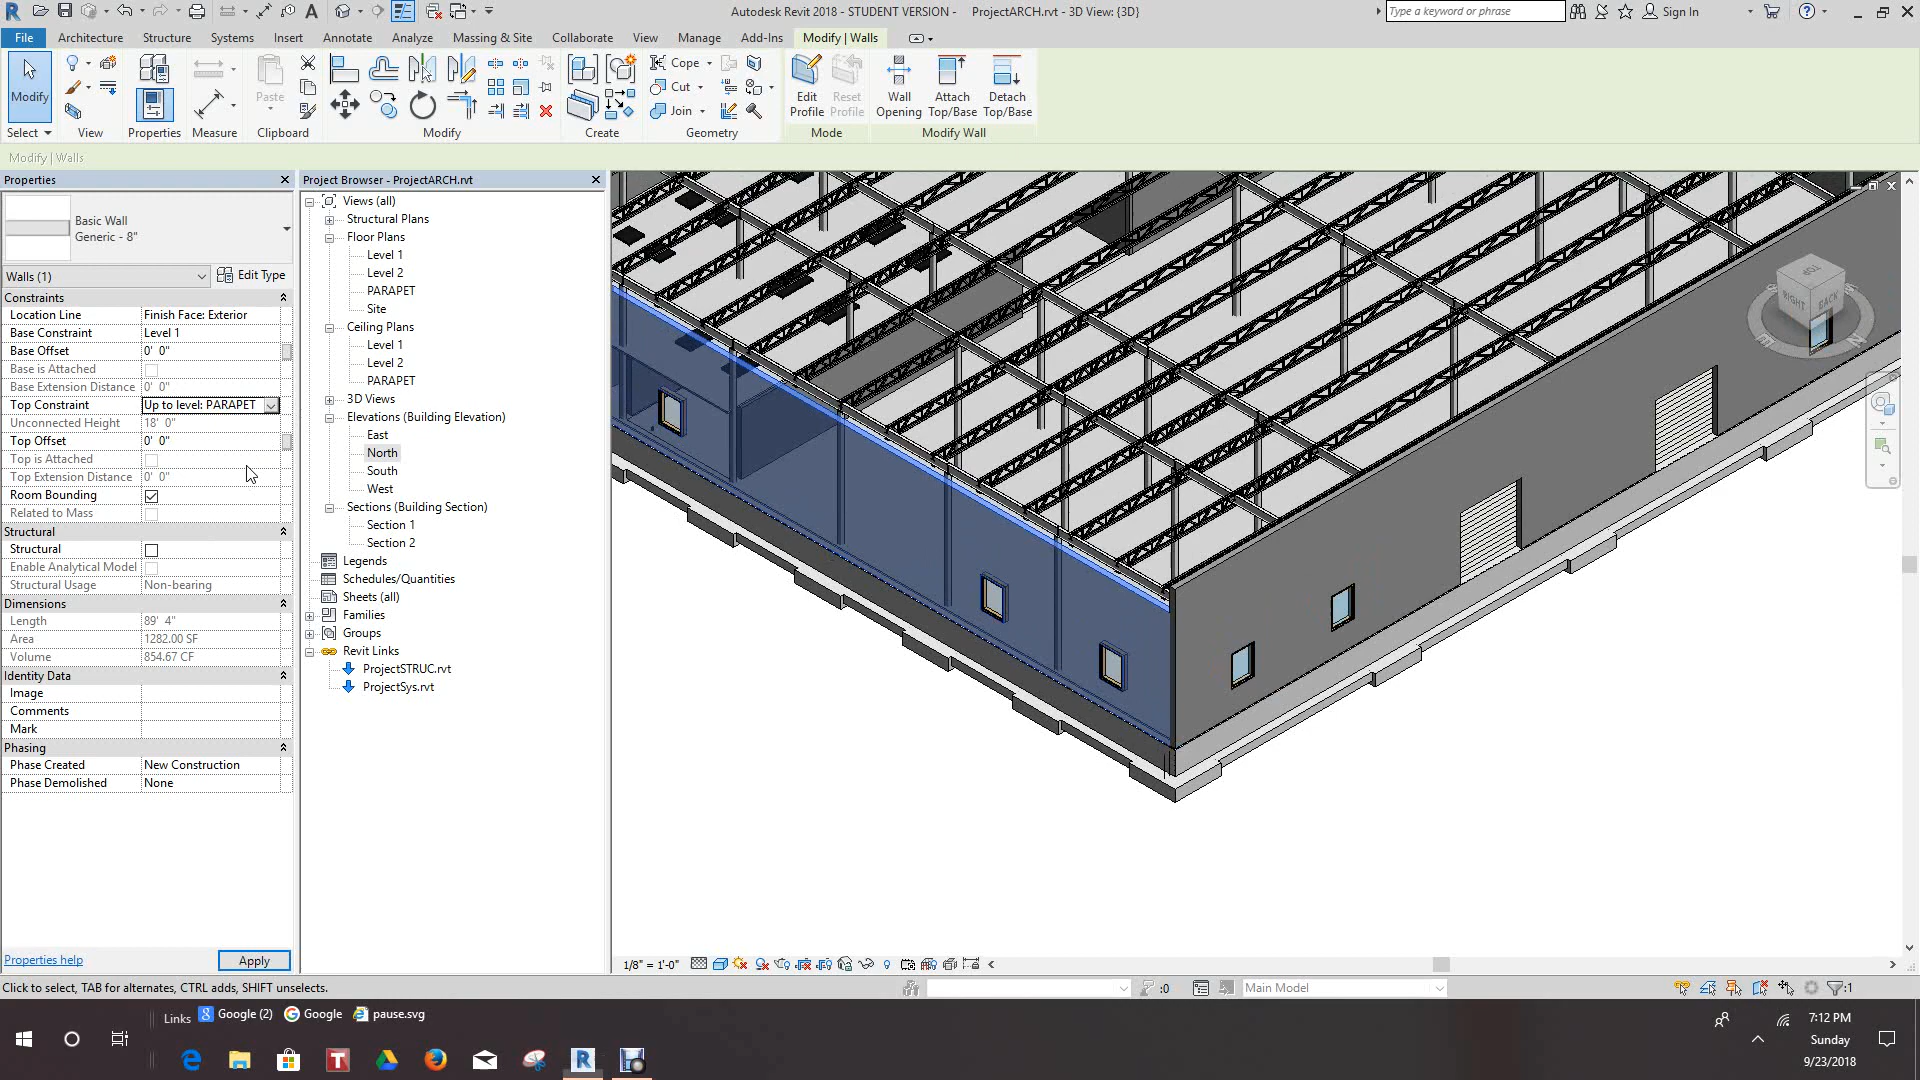 Autodesk Revit 2018 - STUDENT VERSION -    ProjectARCH.rvt - 3D View: {3D}
Type a keyword or phrase
Sign In
File Architecture Structure Systems Insert Annotate Analyze Massing & Site Collaborate View Manage Add-Ins Modify | Walls
Modify
Paste
Cope
Cut
Join
Edit Profile
Reset Profile
Wall Opening
Attach Top/Base
Detach Top/Base
Select View Properties Measure Clipboard Modify Create Geometry Mode Modify Wall
Modify | Walls
Properties
Basic Wall
Generic - 8"
Walls (1)
Edit Type
Constraints
Location Line Finish Face: Exterior
Base Constraint Level 1
Base Offset 0' 0"
Base is Attached
Base Extension Distance 0' 0"
Top Constraint Up to level: PARAPET
Unconnected Height 18' 0"
Top Offset 0' 0"
Top is Attached
Top Extension Distance 0' 0"
Room Bounding
Related to Mass
Structural
Structural
Enable Analytical Model
Structural Usage Non-bearing
Dimensions
Length 89' 4"
Area 1282.00 SF
Volume 854.67 CF
Identity Data
Image
Comments
Mark
Phasing
Phase Created New Construction
Phase Demolished None
Properties help
Apply
Project Browser - ProjectARCH.rvt
Views (all)
Structural Plans
Floor Plans
Level 1
Level 2
PARAPET
Site
Ceiling Plans
Level 1
Level 2
PARAPET
3D Views
Elevations (Building Elevation)
East
North
South
West
Sections (Building Section)
Section 1
Section 2
Legends
Schedules/Quantities
Sheets (all)
Families
Groups
Revit Links
ProjectSTRUC.rvt
ProjectSys.rvt
TOP
RIGHT
BACK
1/8" = 1'-0"
Click to select, TAB for alternates, CTRL adds, SHIFT unselects.
:0
Main Model
:1
Links
Google (2)
Google
pause.svg
7:12 PM
Sunday
9/23/2018